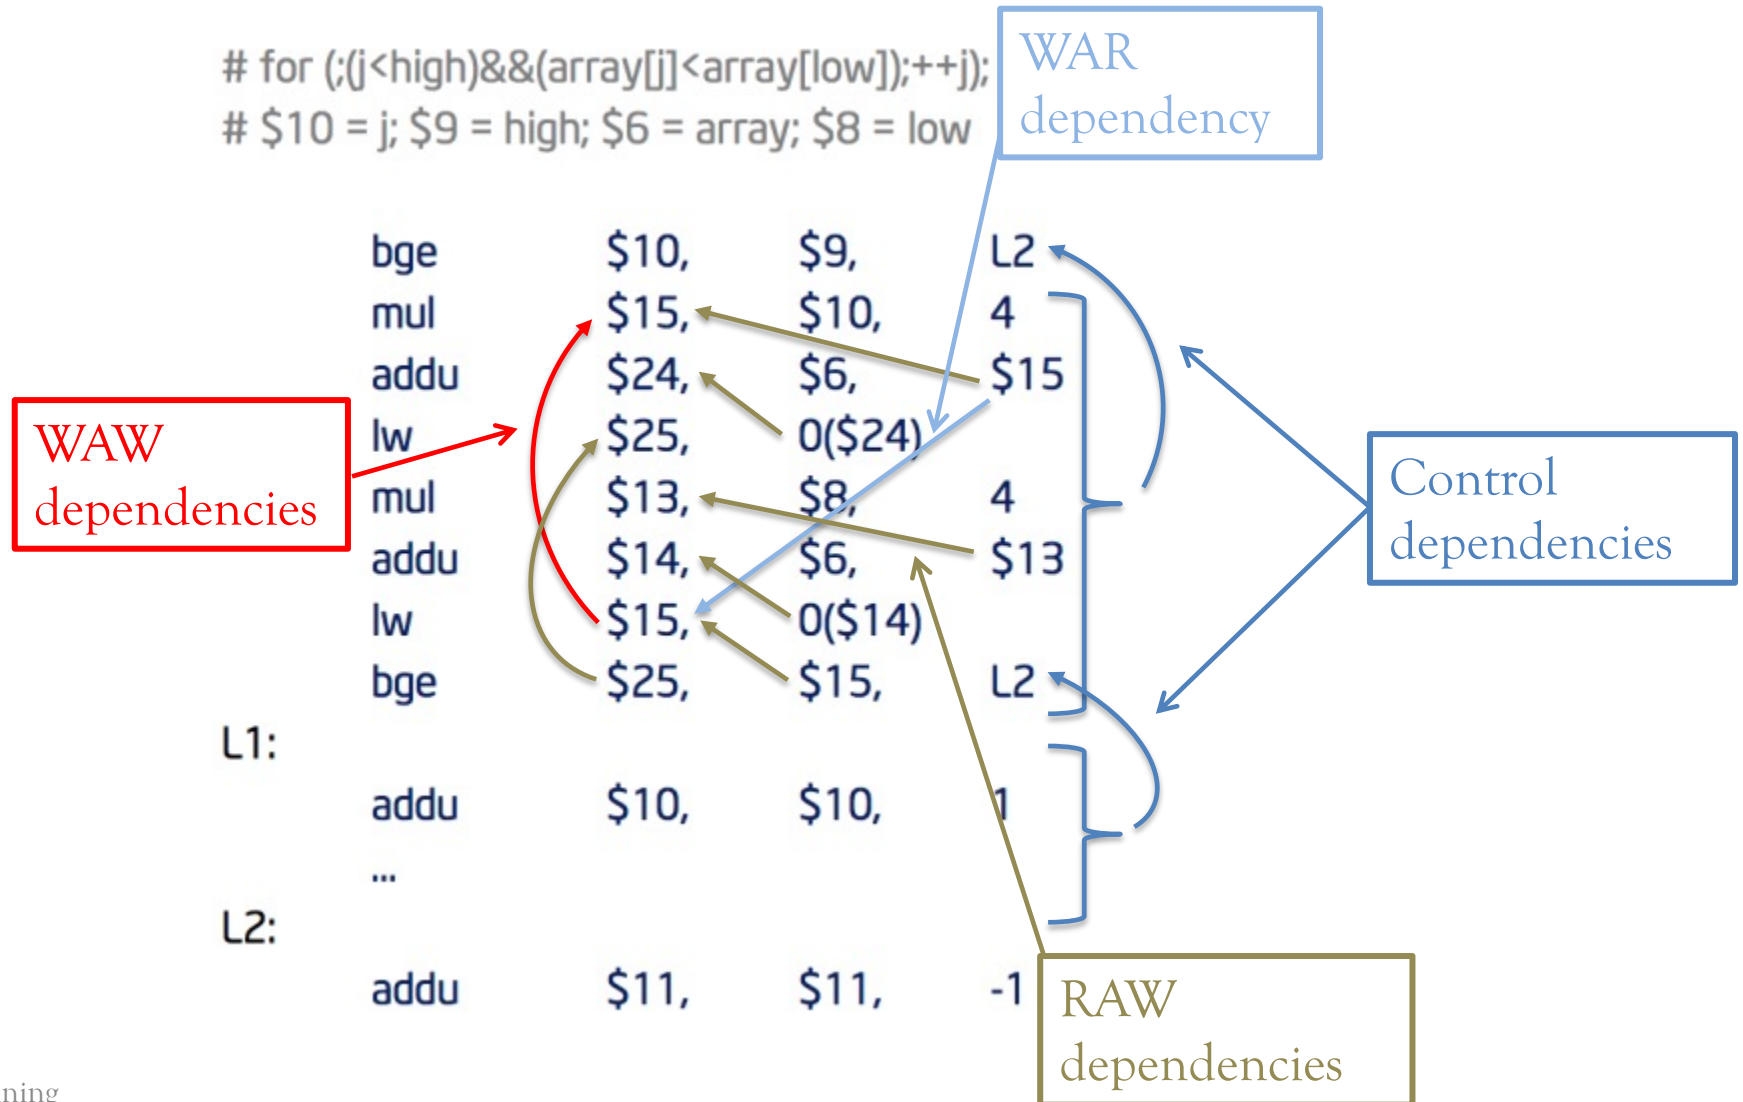 # for (;(j<high)&&(array[j]<array[low]);++j);
# $10 = j; $9 = high; $6 = array; $8 = low
WAR
dependency
bge $10, $9, L2
mul $15, $10, 4
addu $24, $6, $15
lw $25, 0($24)
mul $13, $8, 4
addu $14, $6, $13
lw $15, 0($14)
bge $25, $15, L2
L1:
addu $10, $10, 1
...
L2:
addu $11, $11, -1
WAW
dependencies
Control
dependencies
RAW
dependencies